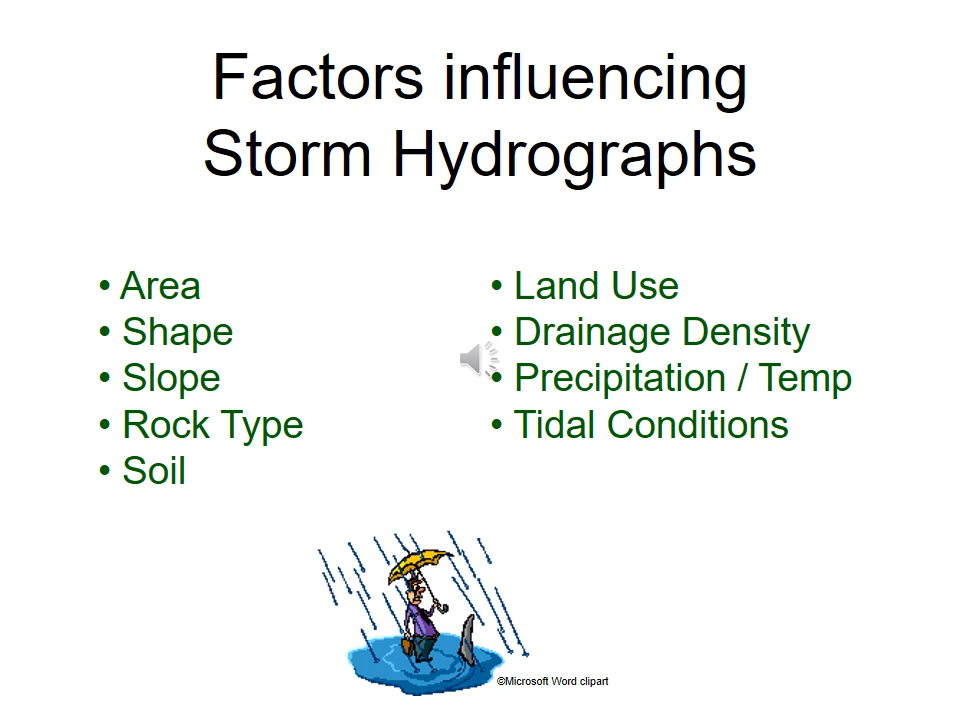 Factors influencing
Storm Hydrographs
• Area
• Shape
• Slope
• Rock Type
• Soil
• Land Use
• Drainage Density
• Precipitation / Temp
• Tidal Conditions
©Microsoft Word clipart